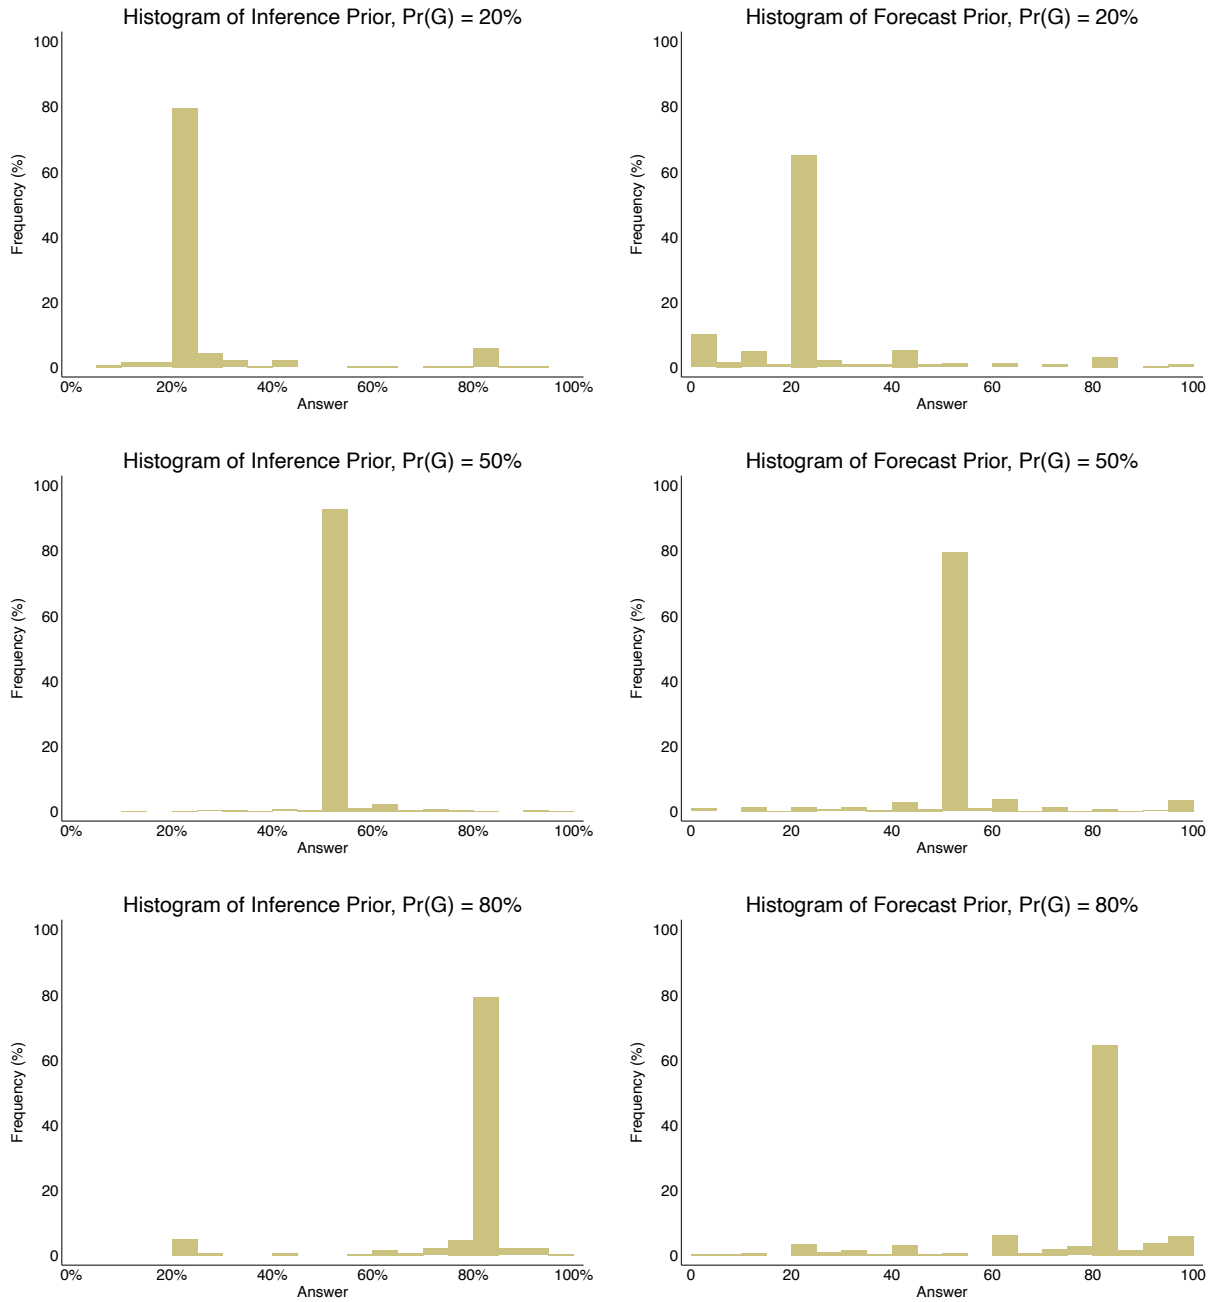 Histogram of Inference Prior, Pr(G) = 20%
100
80
60
40
20
0
Frequency (%)
0% 20% 40% 60% 80% 100%
Answer
Histogram of Forecast Prior, Pr(G) = 20%
100
80
60
40
20
0
Frequency (%)
0 20 40 60 80 100
Answer
Histogram of Inference Prior, Pr(G) = 50%
100
80
60
40
20
0
Frequency (%)
0% 20% 40% 60% 80% 100%
Answer
Histogram of Forecast Prior, Pr(G) = 50%
100
80
60
40
20
0
Frequency (%)
0 20 40 60 80 100
Answer
Histogram of Inference Prior, Pr(G) = 80%
100
80
60
40
20
0
Frequency (%)
0% 20% 40% 60% 80% 100%
Answer
Histogram of Forecast Prior, Pr(G) = 80%
100
80
60
40
20
0
Frequency (%)
0 20 40 60 80 100
Answer